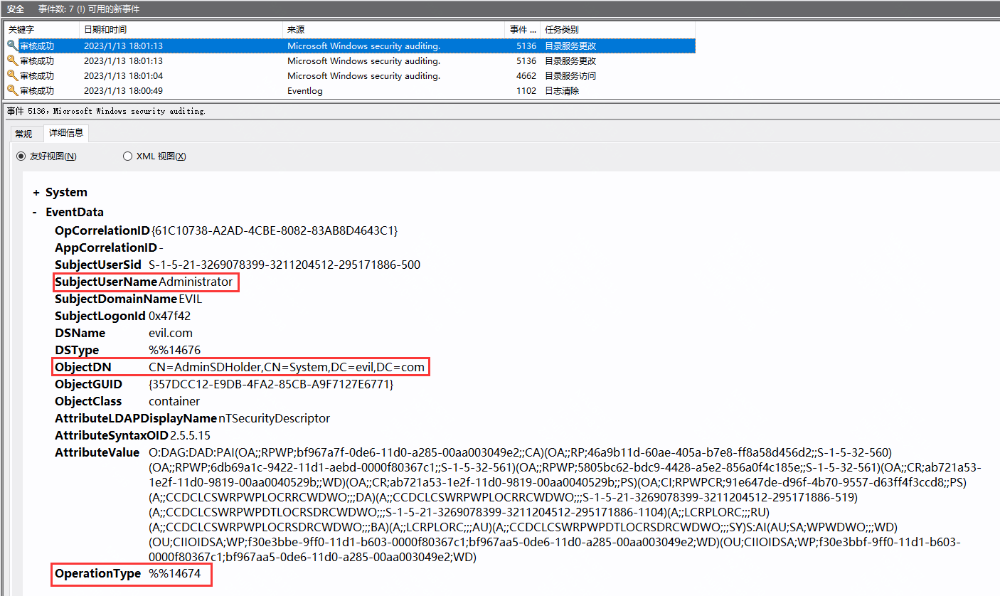 安全 事件数: 7 (!) 可用的新事件
关键字 日期和时间 来源 事件 ... 任务类别
审核成功 2023/1/13 18:01:13 Microsoft Windows security auditing. 5136 目录服务更改
审核成功 2023/1/13 18:01:13 Microsoft Windows security auditing. 5136 目录服务更改
审核成功 2023/1/13 18:01:04 Microsoft Windows security auditing. 4662 目录服务访问
审核成功 2023/1/13 18:00:49 Eventlog 1102 日志清除
事件 5136，Microsoft Windows security auditing.
常规 详细信息
友好视图(N) XML 视图(X)
+ System
- EventData
OpCorrelationID {61C10738-A2AD-4CBE-8082-83AB8D4643C1}
AppCorrelationID -
SubjectUserSid S-1-5-21-3269078399-3211204512-295171886-500
SubjectUserName Administrator
SubjectDomainName EVIL
SubjectLogonId 0x47f42
DSName evil.com
DSType %%14676
ObjectDN CN=AdminSDHolder,CN=System,DC=evil,DC=com
ObjectGUID {357DCC12-E9DB-4FA2-85CB-A9F7127E6771}
ObjectClass container
AttributeLDAPDisplayName nTSecurityDescriptor
AttributeSyntaxOID 2.5.5.15
AttributeValue O:DAG:DAD:PAI(OA;;RPWP;bf967a7f-0de6-11d0-a285-00aa003049e2;;CA)(OA;;RP;46a9b11d-60ae-405a-b7e8-ff8a58d456d2;;S-1-5-32-560)
(OA;;RPWP;6db69a1c-9422-11d1-aebd-0000f80367c1;;S-1-5-32-561)(OA;;RPWP;5805bc62-bdc9-4428-a5e2-856a0f4c185e;;S-1-5-32-561)(OA;;CR;ab721a53-
1e2f-11d0-9819-00aa0040529b;;WD)(OA;;CR;ab721a53-1e2f-11d0-9819-00aa0040529b;;PS)(OA;CI;RPWPCR;91e647de-d96f-4b70-9557-d63ff4f3ccd8;;PS)
(A;;CCDCLCSWRPWPLOCRRCWDWO;;;DA)(A;;CCDCLCSWRPWPLOCRRCWDWO;;;S-1-5-21-3269078399-3211204512-295171886-519)
(A;;CCDCLCSWRPWPDTLOCRSDRCWDWO;;;S-1-5-21-3269078399-3211204512-295171886-1104)(A;;LCRPLORC;;;RU)
(A;;CCDCLCSWRPWPLOCRSDRCWDWO;;;BA)(A;;LCRPLORC;;;AU)(A;;CCDCLCSWRPWPDTLOCRSDRCWDWO;;;SY)S:AI(AU;SA;WPWDWO;;;WD)
(OU;CIIOIDSA;WP;f30e3bbe-9ff0-11d1-b603-0000f80367c1;bf967aa5-0de6-11d0-a285-00aa003049e2;WD)(OU;CIIOIDSA;WP;f30e3bbf-9ff0-11d1-b603-
0000f80367c1;bf967aa5-0de6-11d0-a285-00aa003049e2;WD)
OperationType %%14674